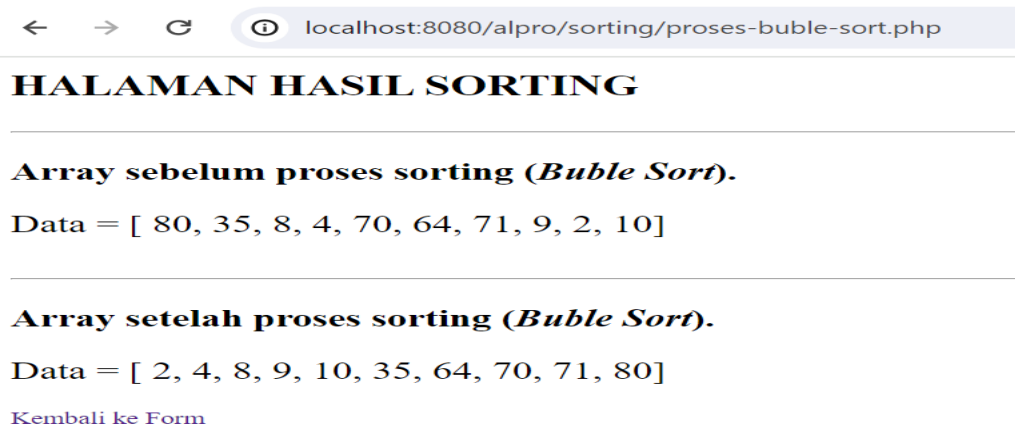 localhost:8080/alpro/sorting/proses-buble-sort.php
HALAMAN HASIL SORTING
Array sebelum proses sorting (Buble Sort).
Data = [ 80, 35, 8, 4, 70, 64, 71, 9, 2, 10]
Array setelah proses sorting (Buble Sort).
Data = [ 2, 4, 8, 9, 10, 35, 64, 70, 71, 80]
Kembali ke Form